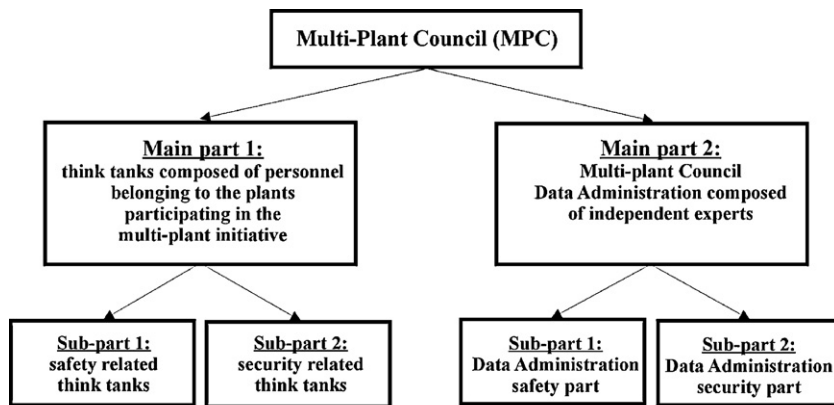 Multi-Plant Council (MPC)
Main part 1:
think tanks composed of personnel
belonging to the plants
participating in the
multi-plant initiative
Main part 2:
Multi-plant Council
Data Administration composed
of independent experts
Sub-part 1:
safety related
think tanks
Sub-part 2:
security related
think tanks
Sub-part 1:
Data Administration
safety part
Sub-part 2:
Data Administration
security part